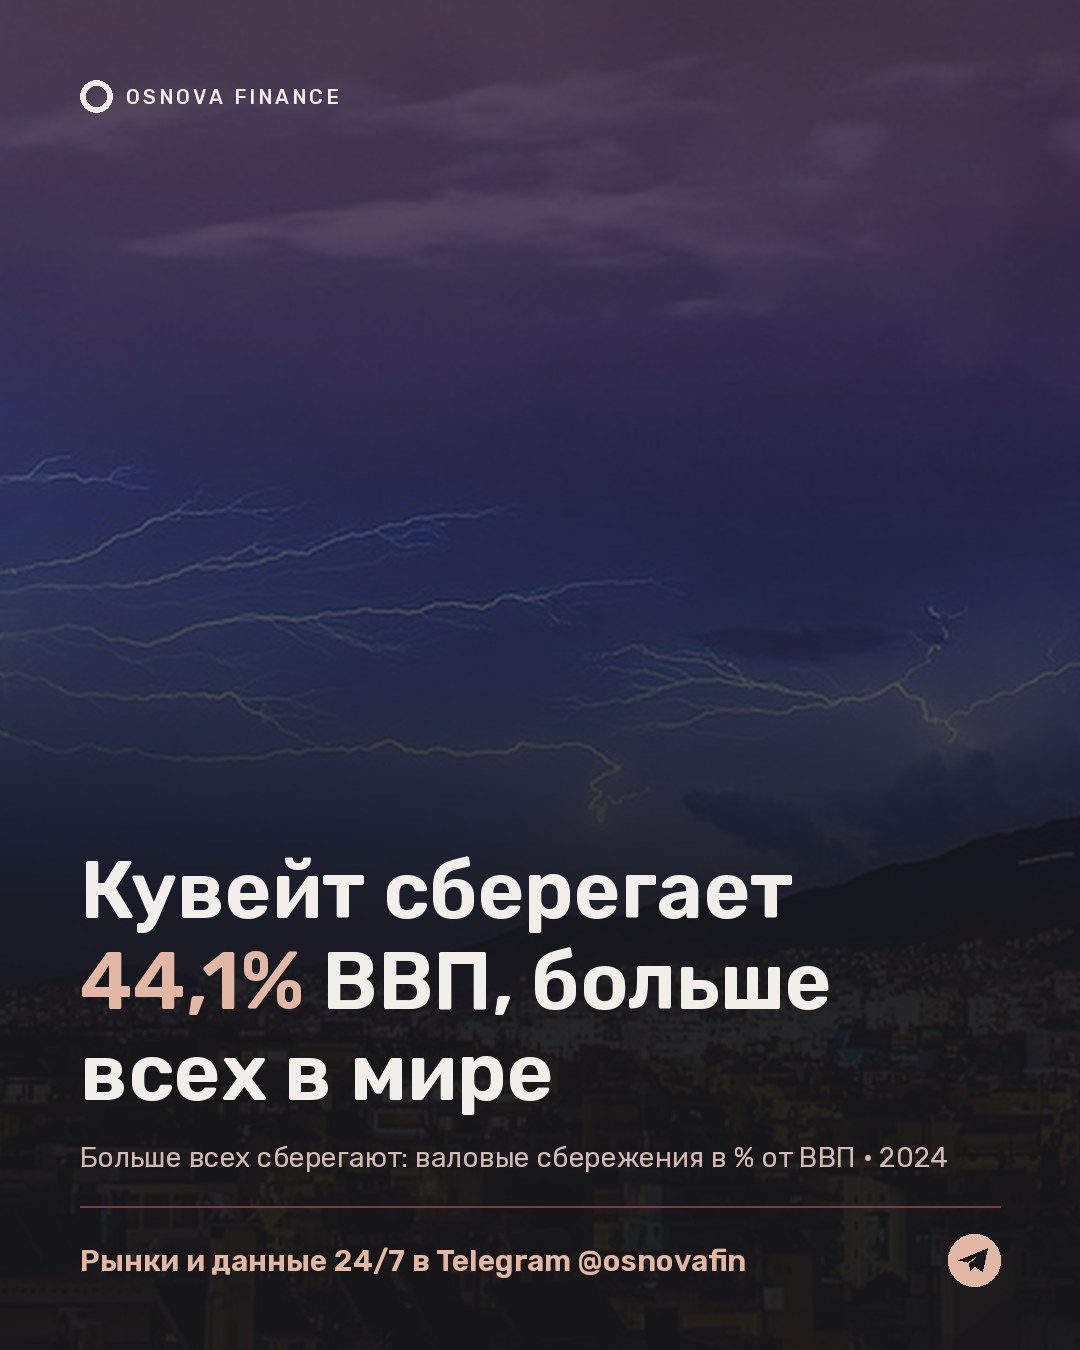 OSNOVA FINANCE
Кувейт сберегает
44,1% ВВП, больше
всех в мире
Больше всех сберегают: валовые сбережения в % от ВВП • 2024
Рынки и данные 24/7 в Telegram @osnovafin